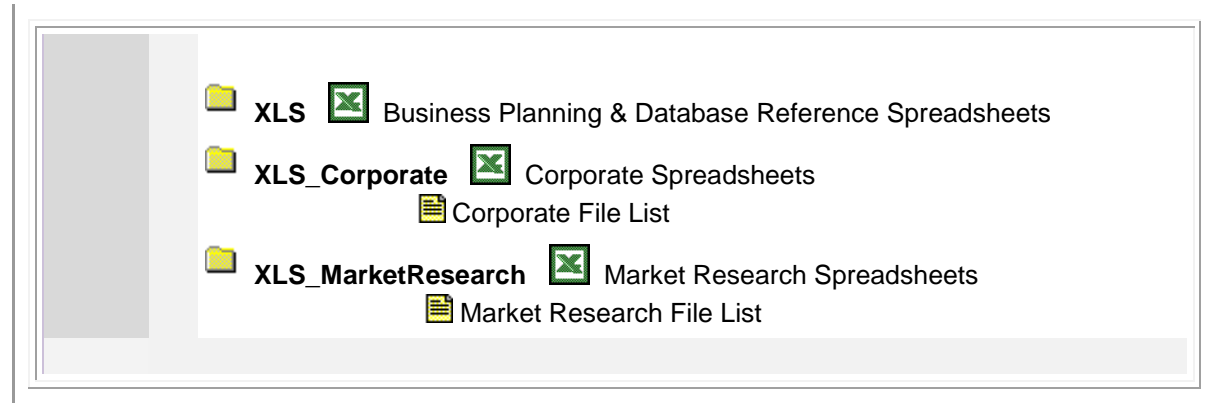 XLS Business Planning & Database Reference Spreadsheets
XLS_Corporate Corporate Spreadsheets
Corporate File List
XLS_MarketResearch Market Research Spreadsheets
Market Research File List